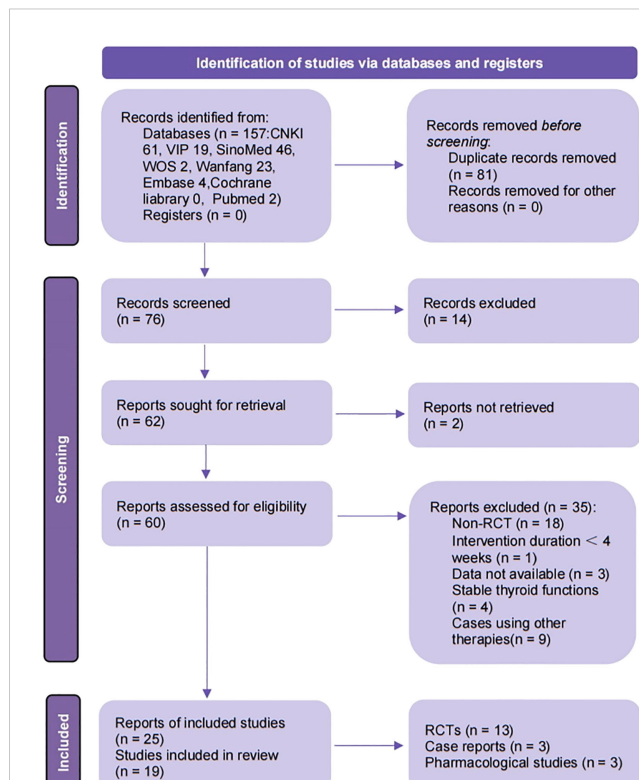 Identification of studies via databases and registers
Identification
Records identified from:
Databases (n = 157:CNKI
61, VIP 19, SinoMed 46,
WOS 2, Wanfang 23,
Embase 4,Cochrane
liabrary 0, Pubmed 2)
Registers (n = 0)
Records removed before
screening:
Duplicate records removed
(n = 81)
Records removed for other
reasons (n = 0)
Screening
Records screened
(n = 76)
Records excluded
(n = 14)
Reports sought for retrieval
(n = 62)
Reports not retrieved
(n = 2)
Reports assessed for eligibility
(n = 60)
Reports excluded (n = 35):
Non-RCT (n = 18)
Intervention duration < 4
weeks (n = 1)
Data not available (n = 3)
Stable thyroid functions
(n = 4)
Cases using other
therapies(n = 9)
Included
Reports of included studies
(n = 25)
Studies included in review
(n = 19)
RCTs (n = 13)
Case reports (n = 3)
Pharmacological studies (n = 3)